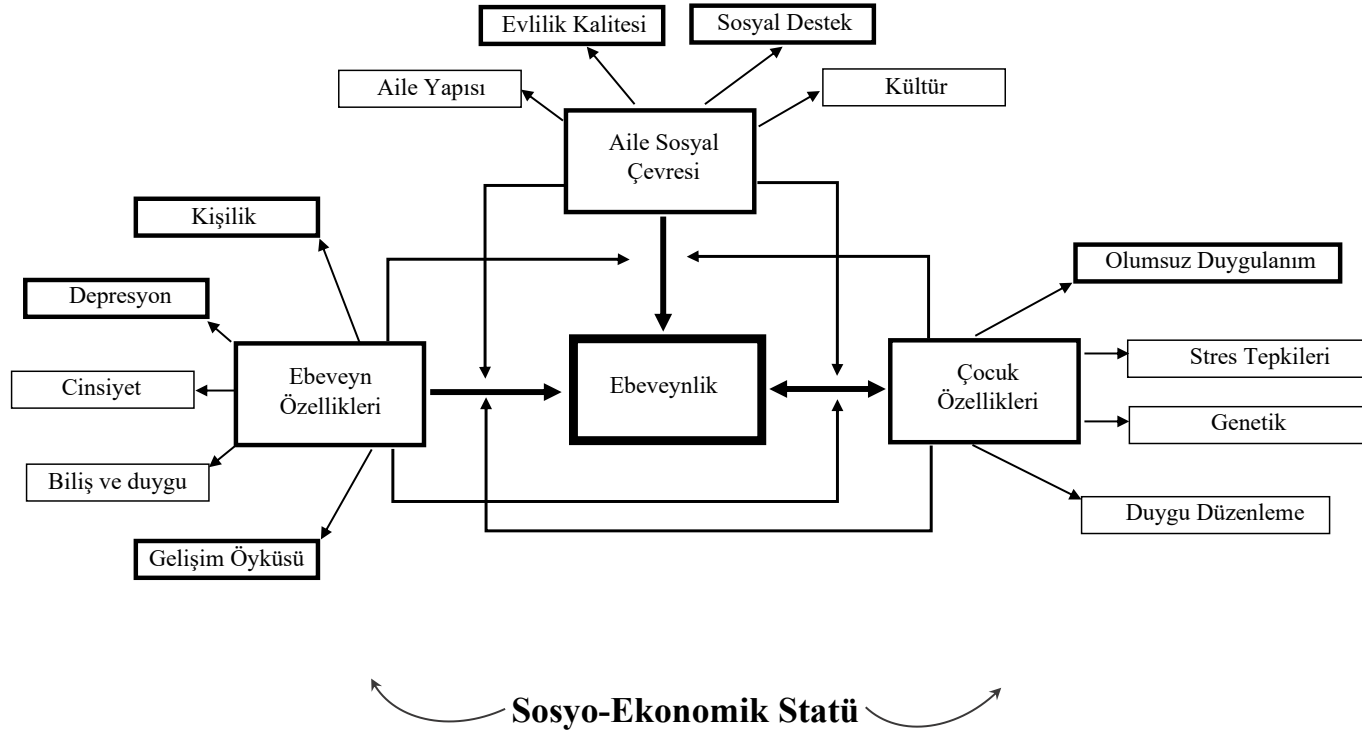 Evlilik Kalitesi
Sosyal Destek
Aile Yapısı
Kültür
Aile Sosyal
Çevresi
Kişilik
Olumsuz Duygulanım
Depresyon
Stres Tepkileri
Cinsiyet
Ebeveyn
Özellikleri
Ebeveynlik
Çocuk
Özellikleri
Genetik
Biliş ve duygu
Duygu Düzenleme
Gelişim Öyküsü
Sosyo-Ekonomik Statü